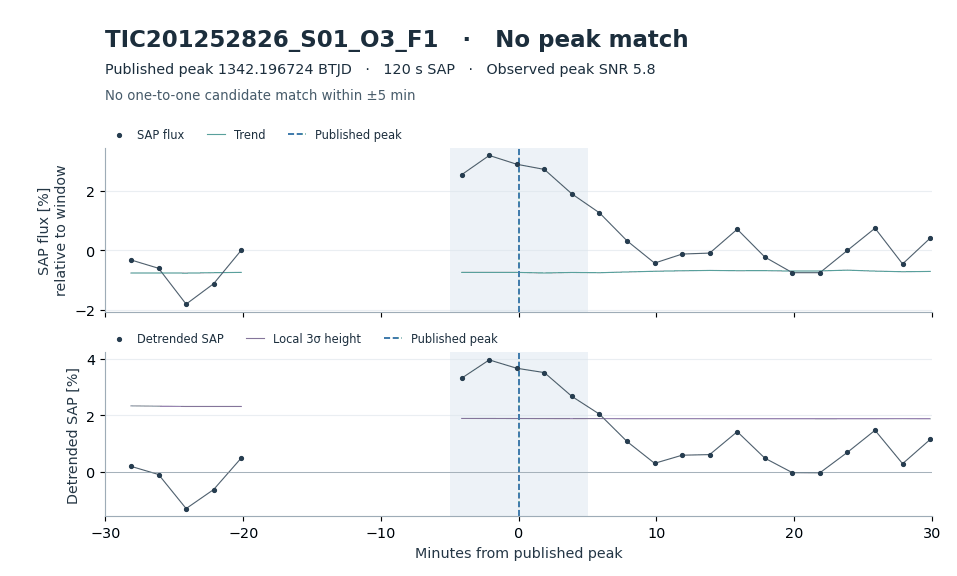 TIC201252826_S01_O3_F1 · No peak match
Published peak 1342.196724 BTJD · 120 s SAP · Observed peak SNR 5.8
No one-to-one candidate match within ±5 min
SAP flux Trend Published peak
SAP flux [%]
relative to window
2
0
−2
Detrended SAP Local 3σ height Published peak
Detrended SAP [%]
4
2
0
−30 −20 −10 0 10 20 30
Minutes from published peak